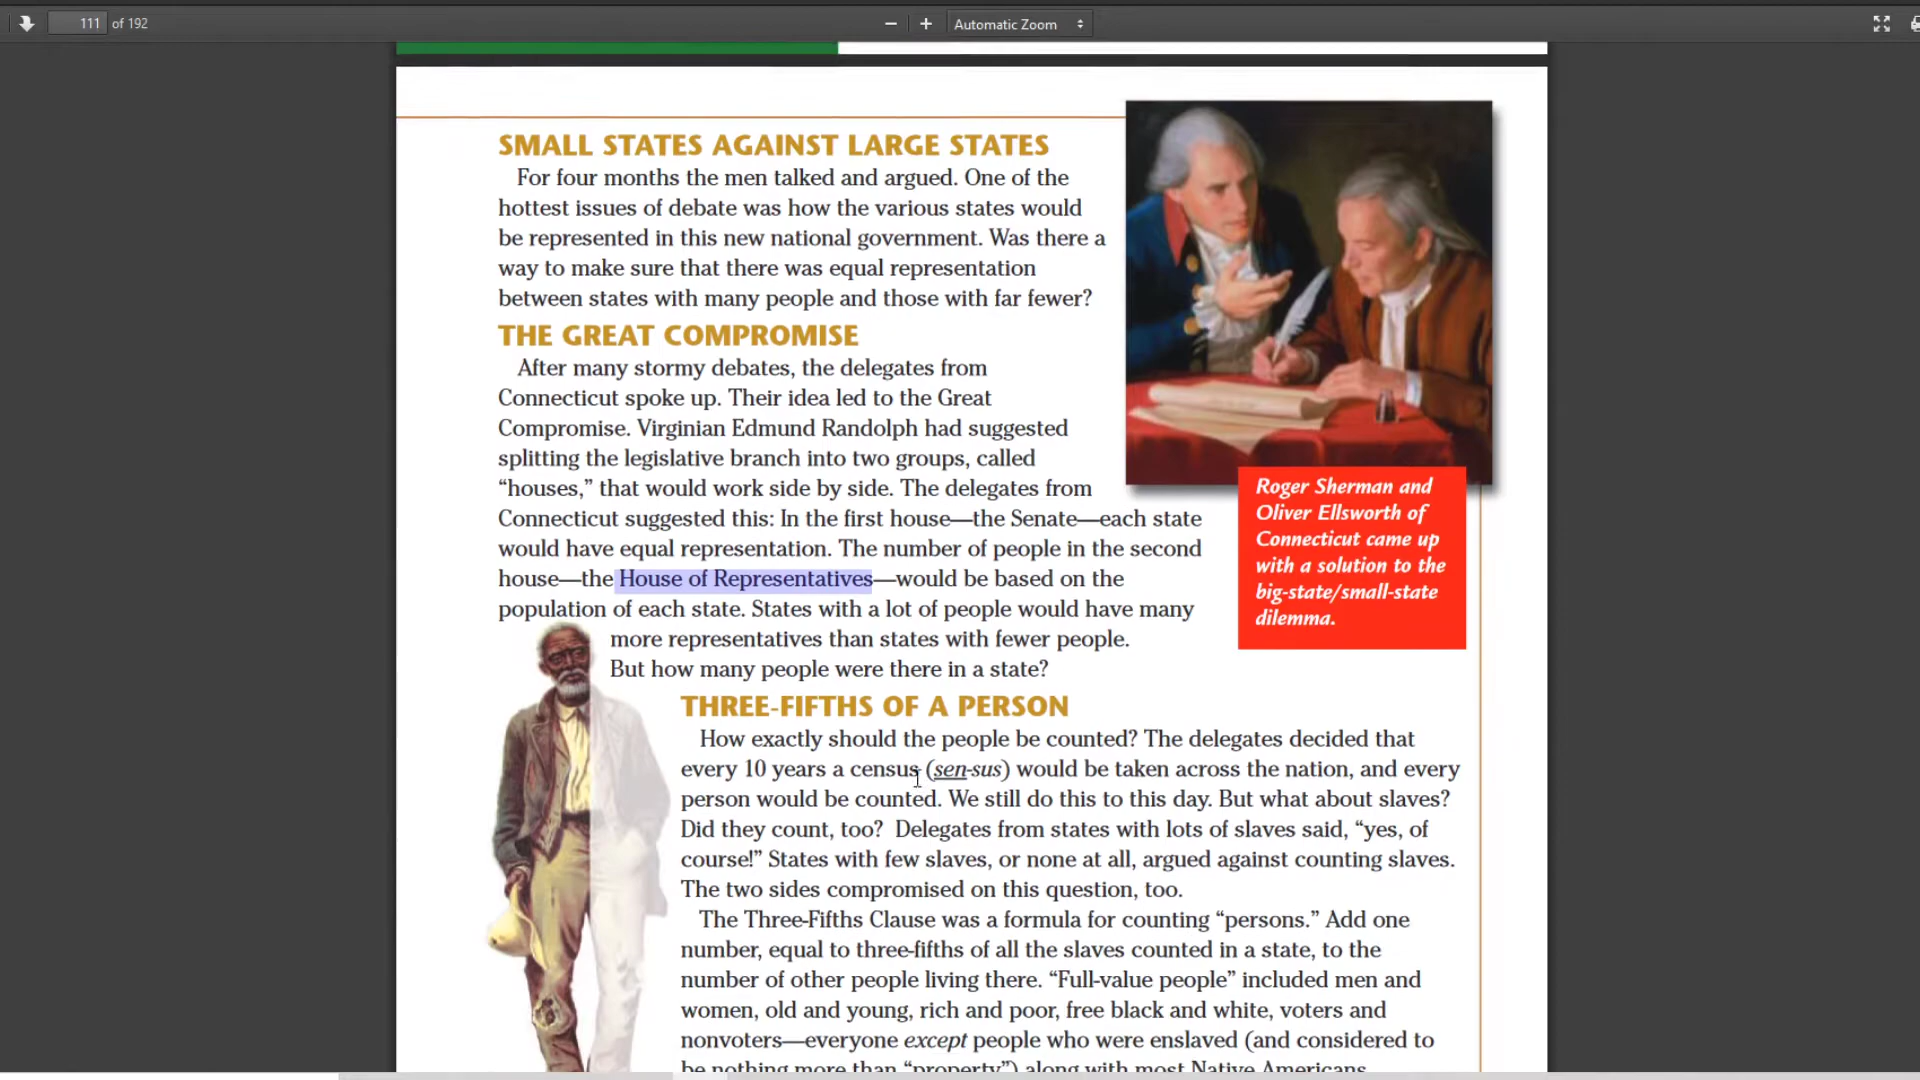 111 of 192
Automatic Zoom
SMALL STATES AGAINST LARGE STATES
For four months the men talked and argued. One of the
hottest issues of debate was how the various states would
be represented in this new national government. Was there a
way to make sure that there was equal representation
between states with many people and those with far fewer?
THE GREAT COMPROMISE
After many stormy debates, the delegates from
Connecticut spoke up. Their idea led to the Great
Compromise. Virginian Edmund Randolph had suggested
splitting the legislative branch into two groups, called
“houses,” that would work side by side. The delegates from
Connecticut suggested this: In the first house—the Senate—each state
would have equal representation. The number of people in the second
house—the House of Representatives—would be based on the
population of each state. States with a lot of people would have many
more representatives than states with fewer people.
But how many people were there in a state?
Roger Sherman and
Oliver Ellsworth of
Connecticut came up
with a solution to the
big-state/small-state
dilemma.
THREE-FIFTHS OF A PERSON
How exactly should the people be counted? The delegates decided that
every 10 years a census (sen-sus) would be taken across the nation, and every
person would be counted. We still do this to this day. But what about slaves?
Did they count, too? Delegates from states with lots of slaves said, “yes, of
course!” States with few slaves, or none at all, argued against counting slaves.
The two sides compromised on this question, too.
The Three-Fifths Clause was a formula for counting “persons.” Add one
number, equal to three-fifths of all the slaves counted in a state, to the
number of other people living there. “Full-value people” included men and
women, old and young, rich and poor, free black and white, voters and
nonvoters—everyone except people who were enslaved (and considered to
be nothing more than “property”) along with most Native Americans.